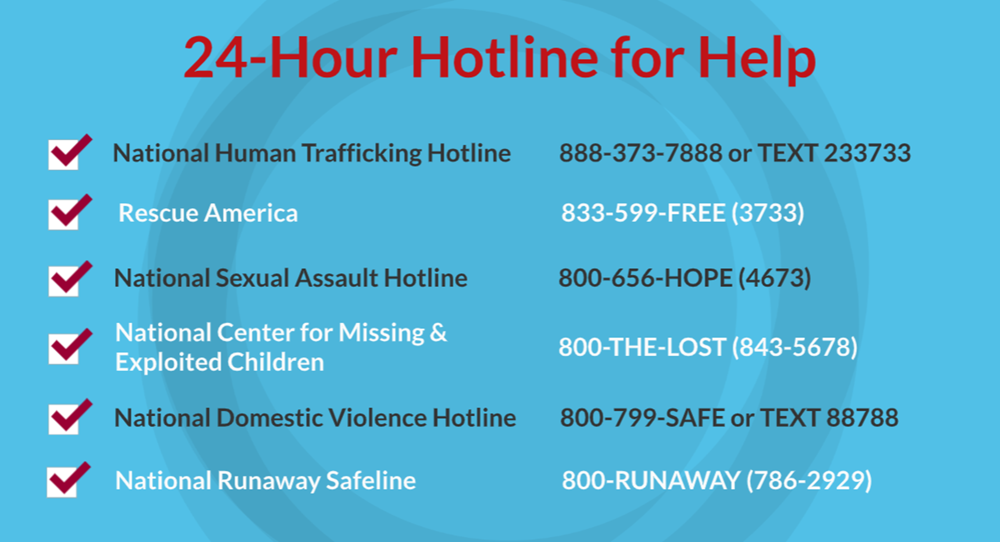 24-Hour Hotline for Help
National Human Trafficking Hotline 888-373-7888 or TEXT 233733
Rescue America 833-599-FREE (3733)
National Sexual Assault Hotline 800-656-HOPE (4673)
National Center for Missing &
Exploited Children 800-THE-LOST (843-5678)
National Domestic Violence Hotline 800-799-SAFE or TEXT 88788
National Runaway Safeline 800-RUNAWAY (786-2929)